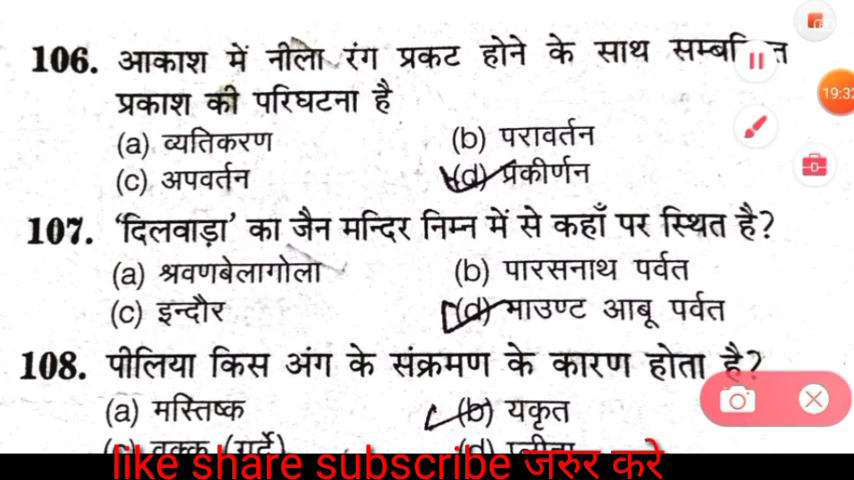 106. आकाश में नीला रंग प्रकट होने के साथ
प्रकाश की परिघटना है
(a) व्यतिकरण (b) परावर्तन
(c) अपवर्तन (d) प्रकीर्णन
107. 'दिलवाड़ा' का जैन मन्दिर निम्न में से कहाँ पर स्थित है?
(a) श्रवणबेलागोला (b) पारसनाथ पर्वत
(c) इन्दौर (d) माउण्ट आबू पर्वत
108. पीलिया किस अंग के संक्रमण के कारण होता है?
(a) मस्तिष्क (b) यकृत
(c) वृक्क (गुर्दे) (d)
like share subscribe जरुर करे
19:32